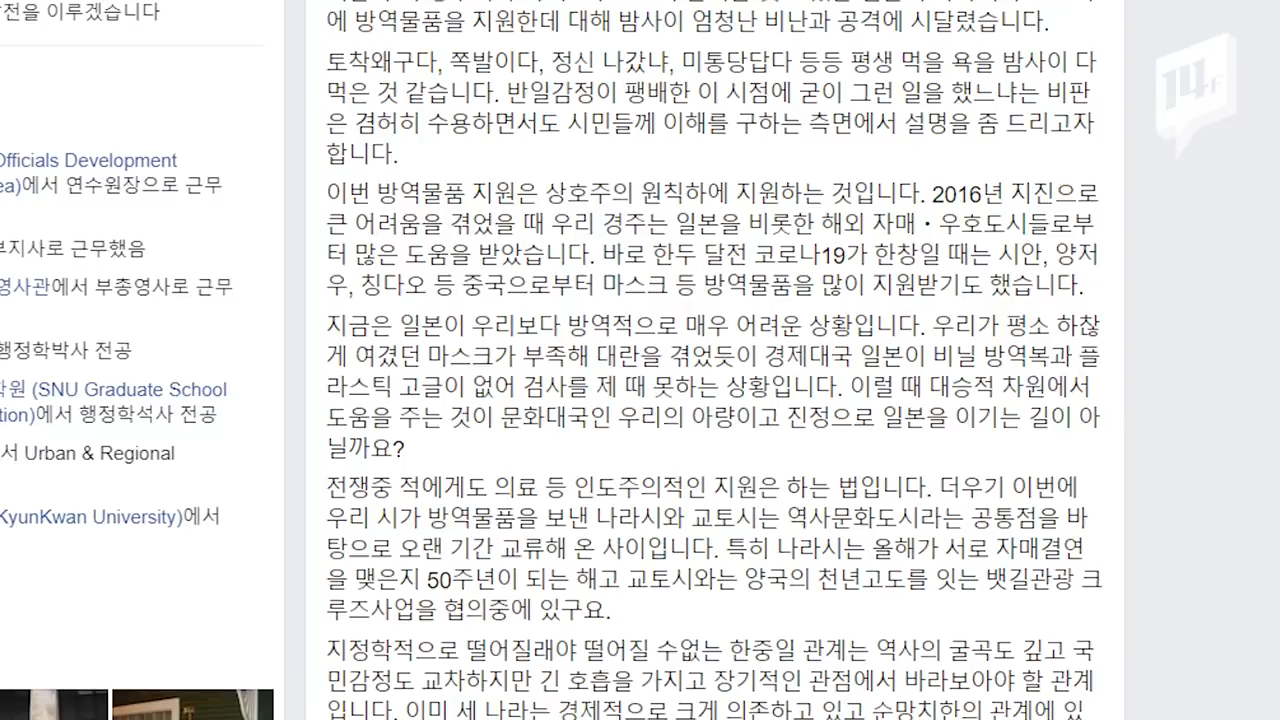 전을 이루겠습니다
Officials Development
ea)에서 연수원장으로 근무
부지사로 근무했음
영사관에서 부총영사로 근무
행정학박사 전공
학원 (SNU Graduate School
tion)에서 행정학석사 전공
서 Urban & Regional
KyunKwan University)에서
에 방역물품을 지원한데 대해 밤사이 엄청난 비난과 공격에 시달렸습니다.
토착왜구다, 쪽발이다, 정신 나갔냐, 미통당답다 등등 평생 먹을 욕을 밤사이 다
먹은 것 같습니다. 반일감정이 팽배한 이 시점에 굳이 그런 일을 했느냐는 비판
은 겸허히 수용하면서도 시민들께 이해를 구하는 측면에서 설명을 좀 드리고자
합니다.
이번 방역물품 지원은 상호주의 원칙하에 지원하는 것입니다. 2016년 지진으로
큰 어려움을 겪었을 때 우리 경주는 일본을 비롯한 해외 자매・우호도시들로부
터 많은 도움을 받았습니다. 바로 한두 달전 코로나19가 한창일 때는 시안, 양저
우, 칭다오 등 중국으로부터 마스크 등 방역물품을 많이 지원받기도 했습니다.
지금은 일본이 우리보다 방역적으로 매우 어려운 상황입니다. 우리가 평소 하찮
게 여겼던 마스크가 부족해 대란을 겪었듯이 경제대국 일본이 비닐 방역복과 플
라스틱 고글이 없어 검사를 제 때 못하는 상황입니다. 이럴 때 대승적 차원에서
도움을 주는 것이 문화대국인 우리의 아량이고 진정으로 일본을 이기는 길이 아
닐까요?
전쟁중 적에게도 의료 등 인도주의적인 지원은 하는 법입니다. 더우기 이번에
우리 시가 방역물품을 보낸 나라시와 교토시는 역사문화도시라는 공통점을 바
탕으로 오랜 기간 교류해 온 사이입니다. 특히 나라시는 올해가 서로 자매결연
을 맺은지 50주년이 되는 해고 교토시와는 양국의 천년고도를 잇는 뱃길관광 크
루즈사업을 협의중에 있구요.
지정학적으로 떨어질래야 떨어질 수없는 한중일 관계는 역사의 굴곡도 깊고 국
민감정도 교차하지만 긴 호흡을 가지고 장기적인 관점에서 바라보아야 할 관계
입니다. 이미 세 나라는 경제적으로 크게 의존하고 있고 순망치한의 관계에 있
14F